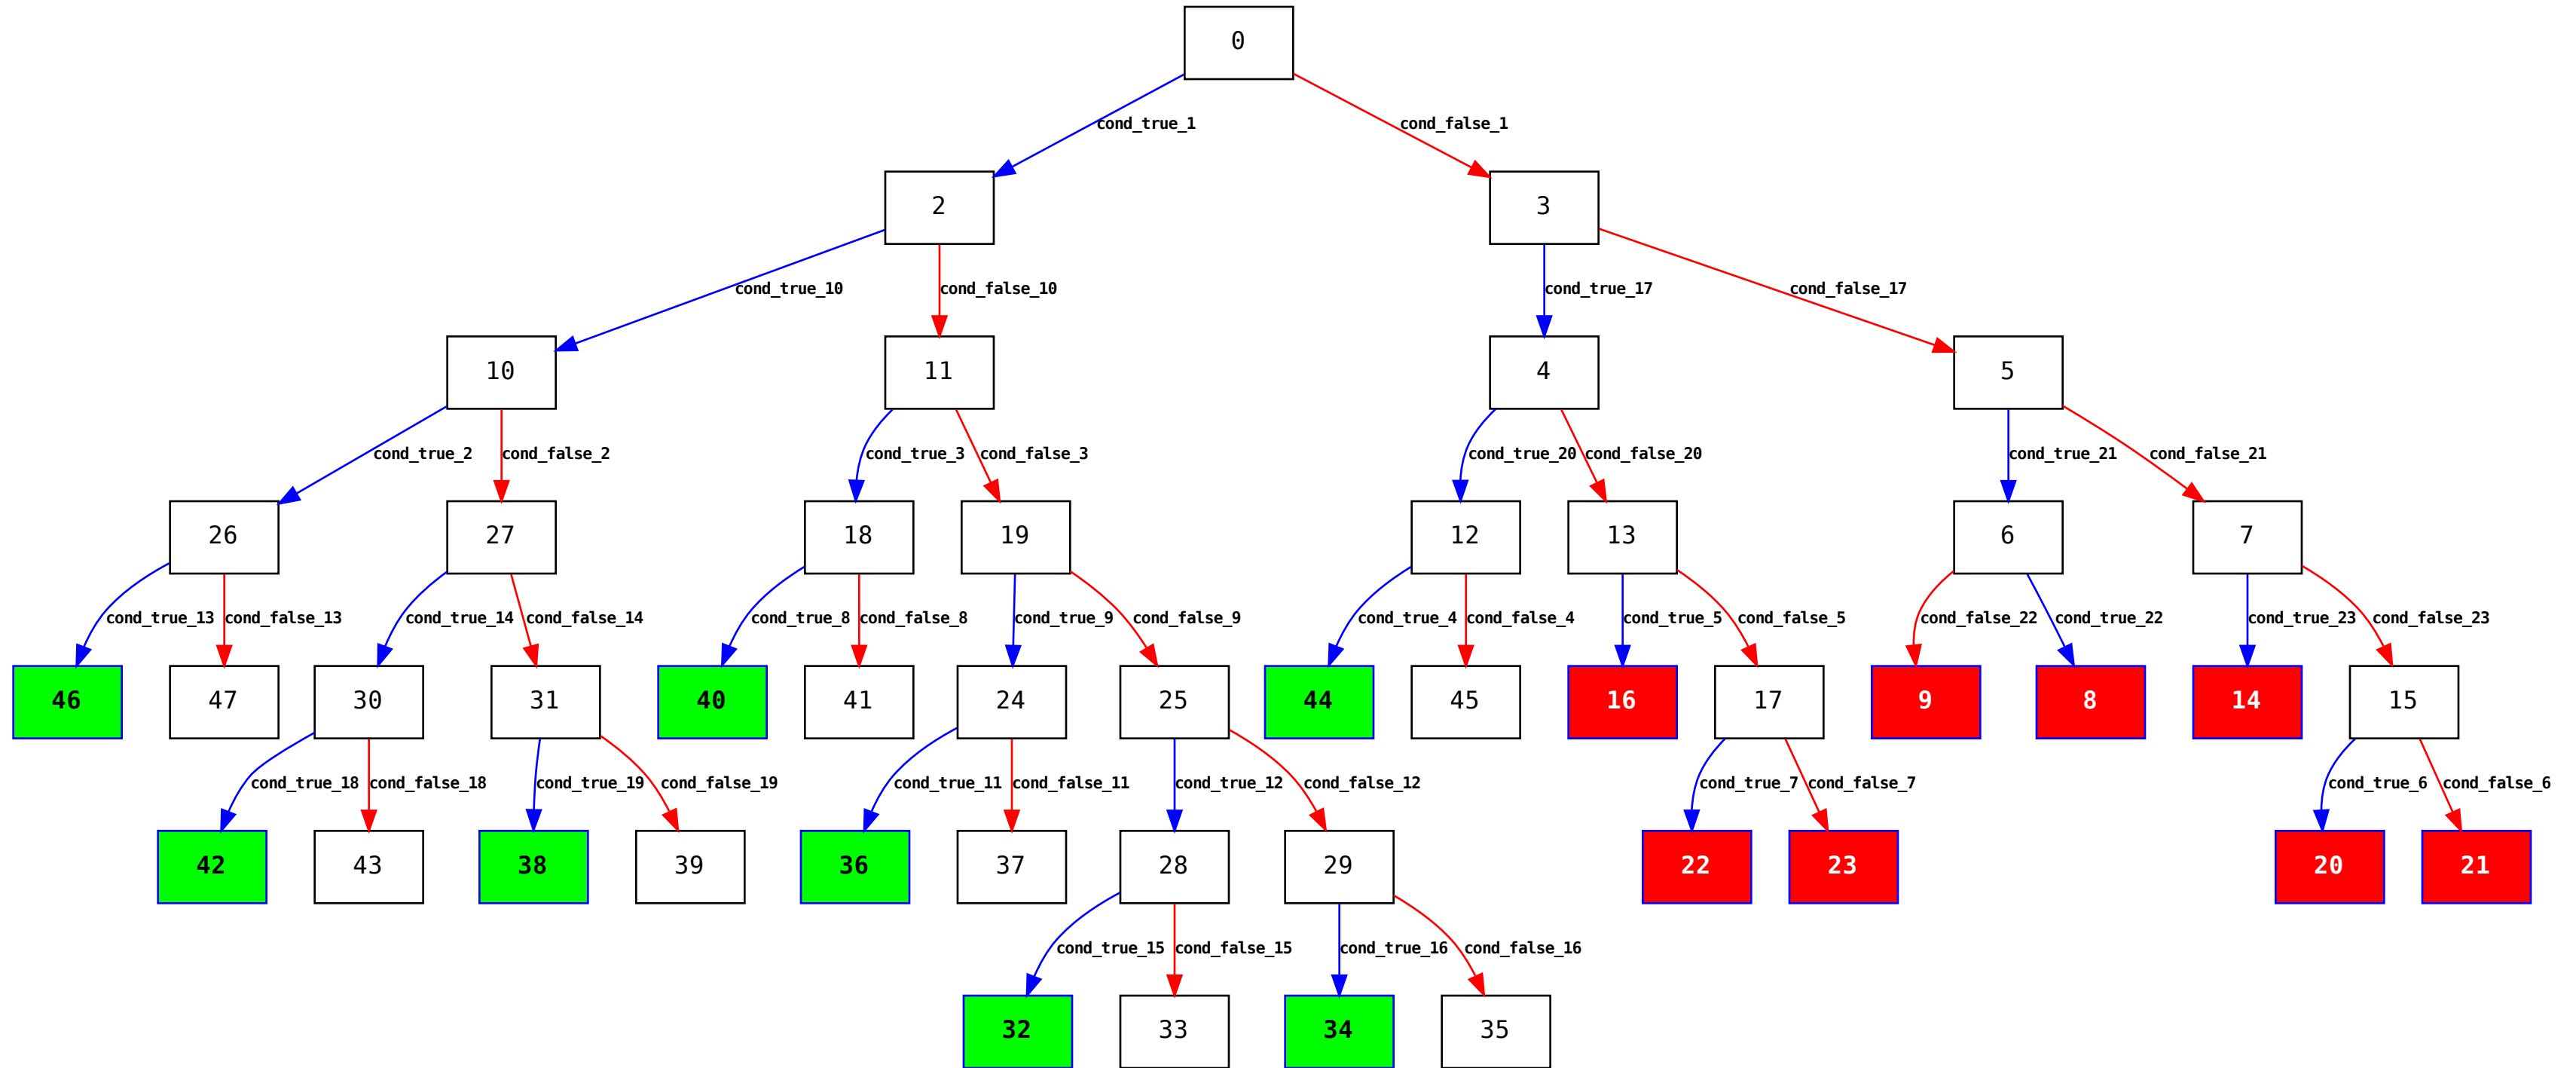 0
cond_true_1 cond_false_1
2 3
cond_true_10 cond_false_10 cond_true_17 cond_false_17
10 11 4 5
cond_true_2 cond_false_2 cond_true_3 cond_false_3 cond_true_20 cond_false_20 cond_true_21 cond_false_21
26 27 18 19 12 13 6 7
cond_true_13 cond_false_13 cond_true_14 cond_false_14 cond_true_8 cond_false_8 cond_true_9 cond_false_9 cond_true_4 cond_false_4 cond_true_5 cond_false_5 cond_false_22 cond_true_22 cond_true_23 cond_false_23
46 47 30 31 40 41 24 25 44 45 16 17 9 8 14 15
cond_true_18 cond_false_18 cond_true_19 cond_false_19 cond_true_11 cond_false_11 cond_true_12 cond_false_12 cond_true_7 cond_false_7 cond_true_6 cond_false_6
42 43 38 39 36 37 28 29 22 23 20 21
cond_true_15 cond_false_15 cond_true_16 cond_false_16
32 33 34 35